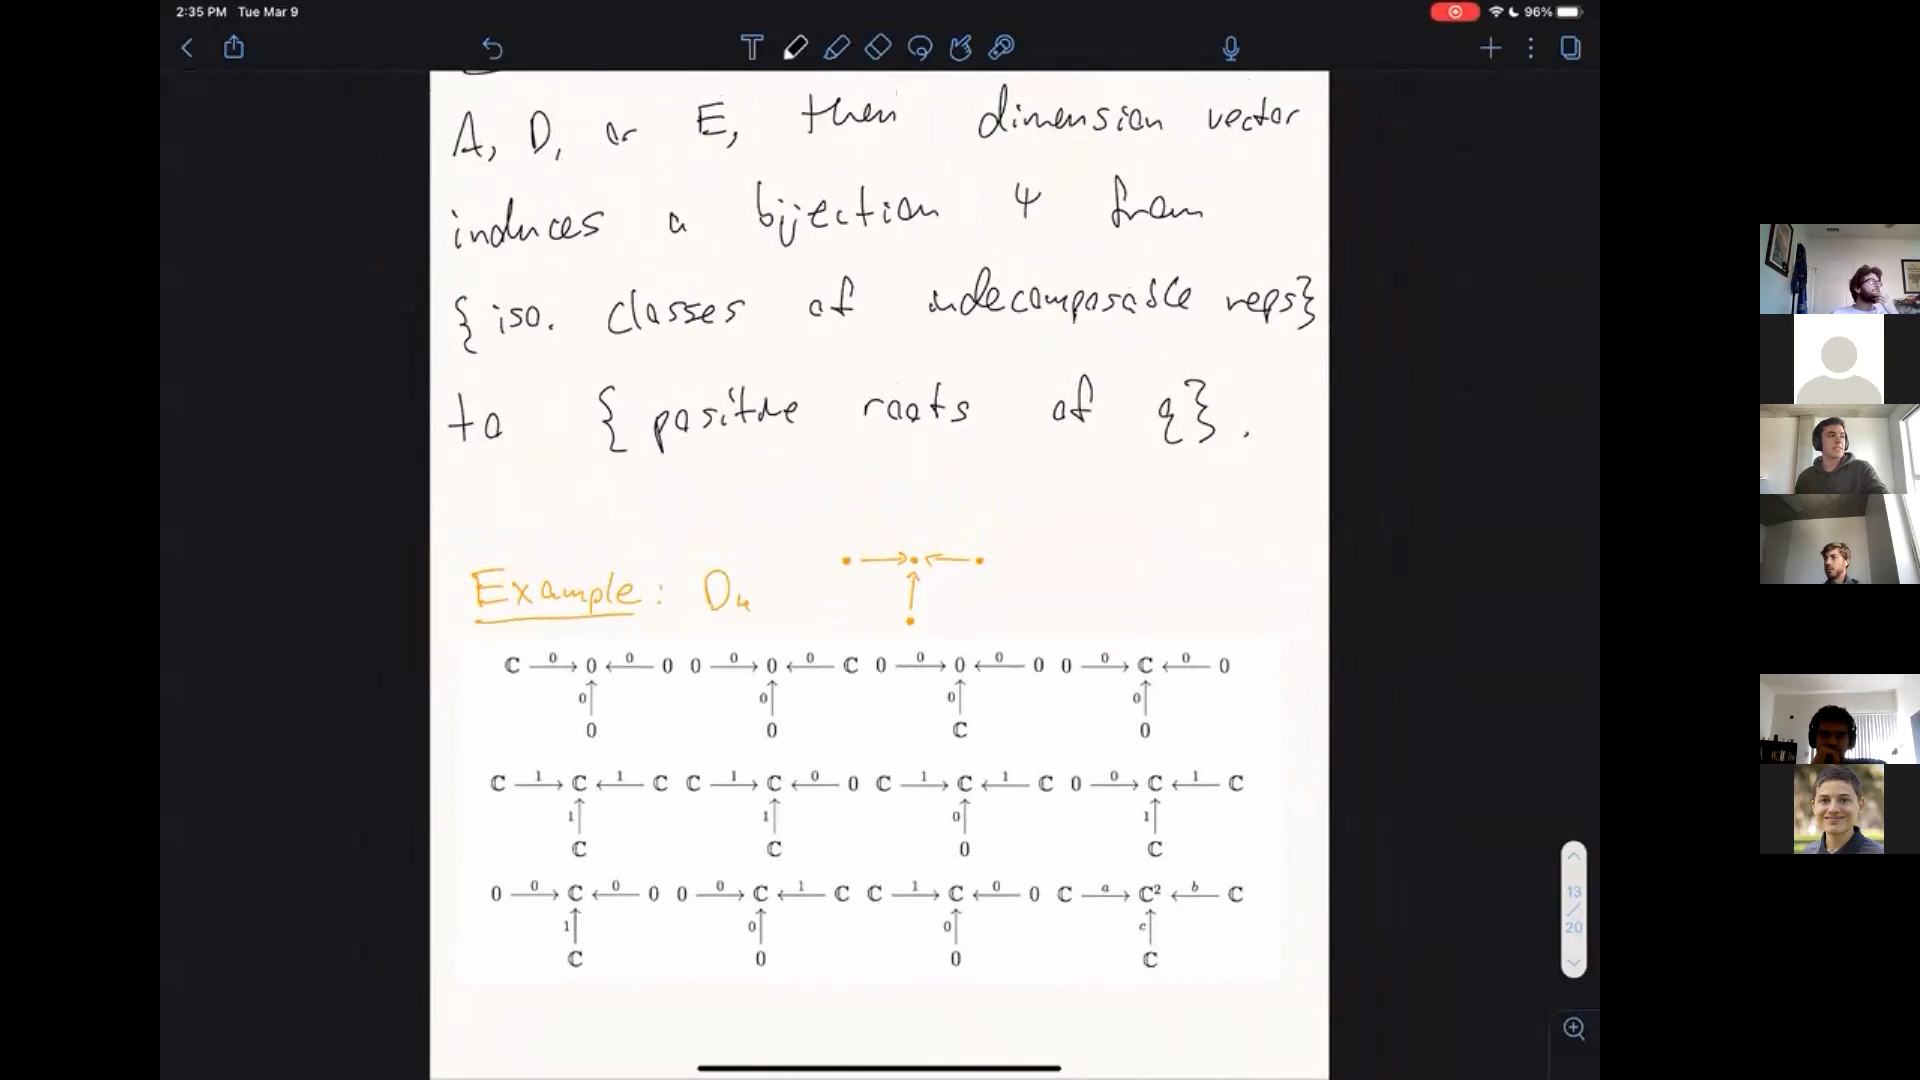 2:35 PM Tue Mar 9
96%
A, D, or E, then dimension vector
induces a bijection Ψ from
{iso. classes of indecomposable reps}
to {positive roots of q}.
Example: D₄
C 0 0 0 0 0 0 0 0 C 0 0 0 0 0 0 0 C 0 0
0 0 0 0
0 0 C 0
C 1 C 1 C C 1 C 0 0 C 1 C 1 C 0 0 C 1 C
1 1 0 1
C C 0 C
0 0 C 0 0 0 0 C 1 C C 1 C 0 0 C a C² b C
1 0 0 c
C 0 0 C
13
/
20